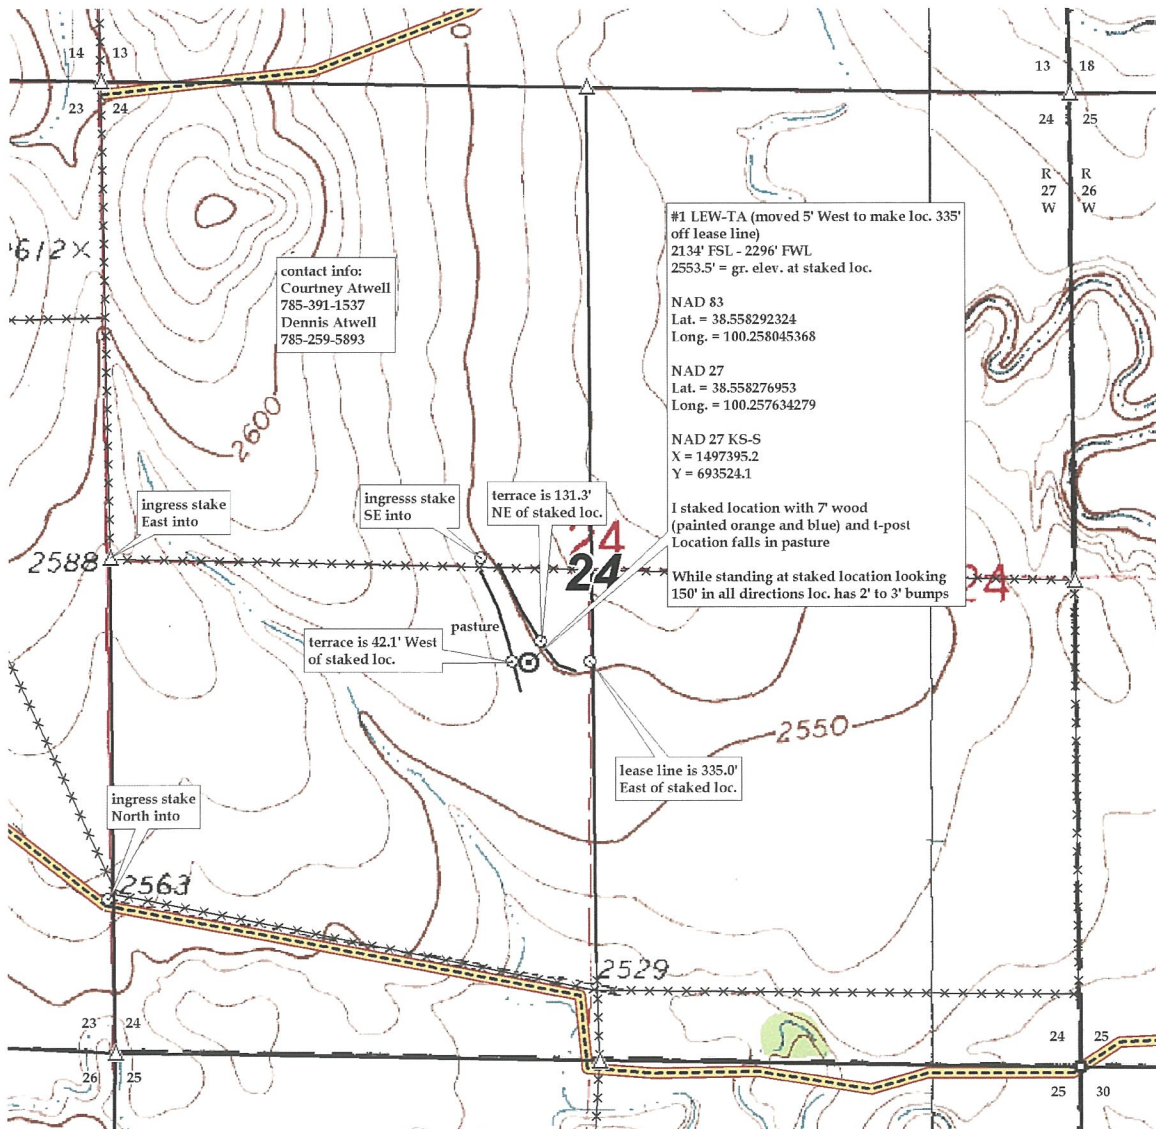 14 13
23 24
13 18
24 25
R R
27 26
W W
612X
contact info:
Courtney Atwell
785-391-1537
Dennis Atwell
785-259-5893
#1 LEW-TA (moved 5' West to make loc. 335'
off lease line)
2134' FSL - 2296' FWL
2553.5' = gr. elev. at staked loc.
NAD 83
Lat. = 38.558292324
Long. = 100.258045368
NAD 27
Lat. = 38.558276953
Long. = 100.257634279
NAD 27 KS-S
X = 1497395.2
Y = 693524.1
I staked location with 7' wood
(painted orange and blue) and t-post
Location falls in pasture
While standing at staked location looking
150' in all directions loc. has 2' to 3' bumps
2600
ingress stake
East into
ingresss stake
SE into
terrace is 131.3'
NE of staked loc.
24
24
24
2588
pasture
terrace is 42.1' West
of staked loc.
2550
lease line is 335.0'
East of staked loc.
ingress stake
North into
2563
2529
23 24
26 25
24 25
25 30